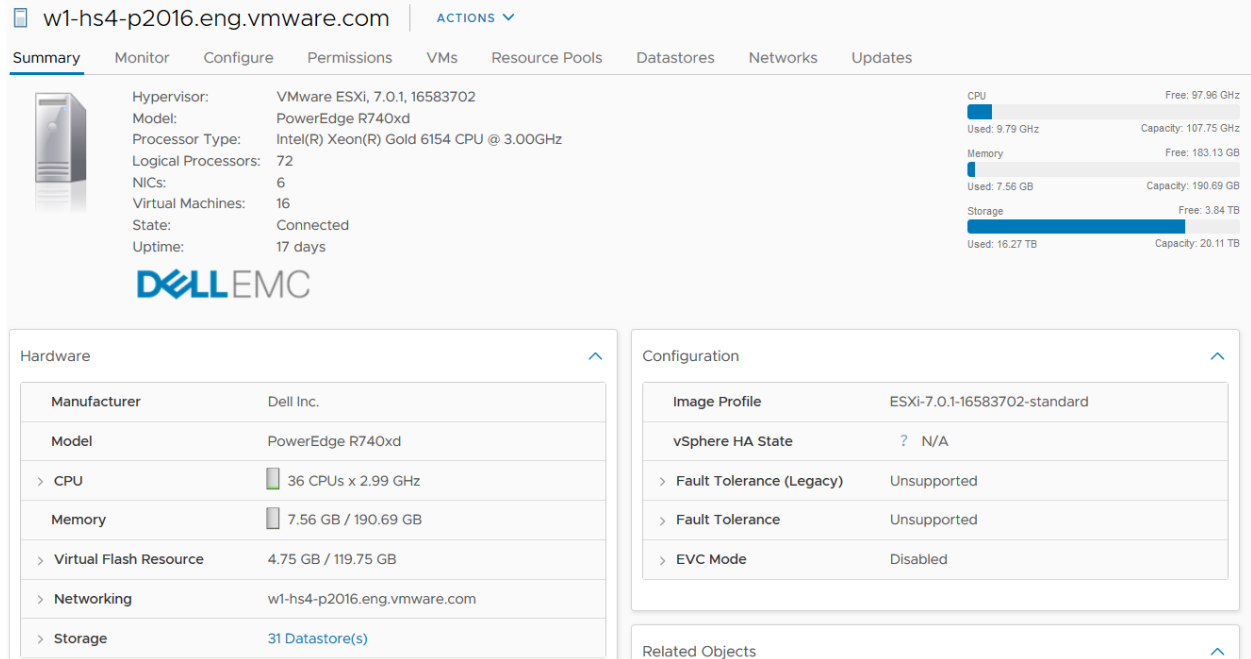 w1-hs4-p2016.eng.vmware.com ACTIONS
Summary Monitor Configure Permissions VMs Resource Pools Datastores Networks Updates
Hypervisor: VMware ESXi, 7.0.1, 16583702
Model: PowerEdge R740xd
Processor Type: Intel(R) Xeon(R) Gold 6154 CPU @ 3.00GHz
Logical Processors: 72
NICs: 6
Virtual Machines: 16
State: Connected
Uptime: 17 days
DELLEMC
CPU Free: 97.96 GHz
Used: 9.79 GHz Capacity: 107.75 GHz
Memory Free: 183.13 GB
Used: 7.56 GB Capacity: 190.69 GB
Storage Free: 3.84 TB
Used: 16.27 TB Capacity: 20.11 TB
Hardware
Manufacturer Dell Inc.
Model PowerEdge R740xd
CPU 36 CPUs x 2.99 GHz
Memory 7.56 GB / 190.69 GB
Virtual Flash Resource 4.75 GB / 119.75 GB
Networking w1-hs4-p2016.eng.vmware.com
Storage 31 Datastore(s)
Configuration
Image Profile ESXi-7.0.1-16583702-standard
vSphere HA State ? N/A
Fault Tolerance (Legacy) Unsupported
Fault Tolerance Unsupported
EVC Mode Disabled
Related Objects